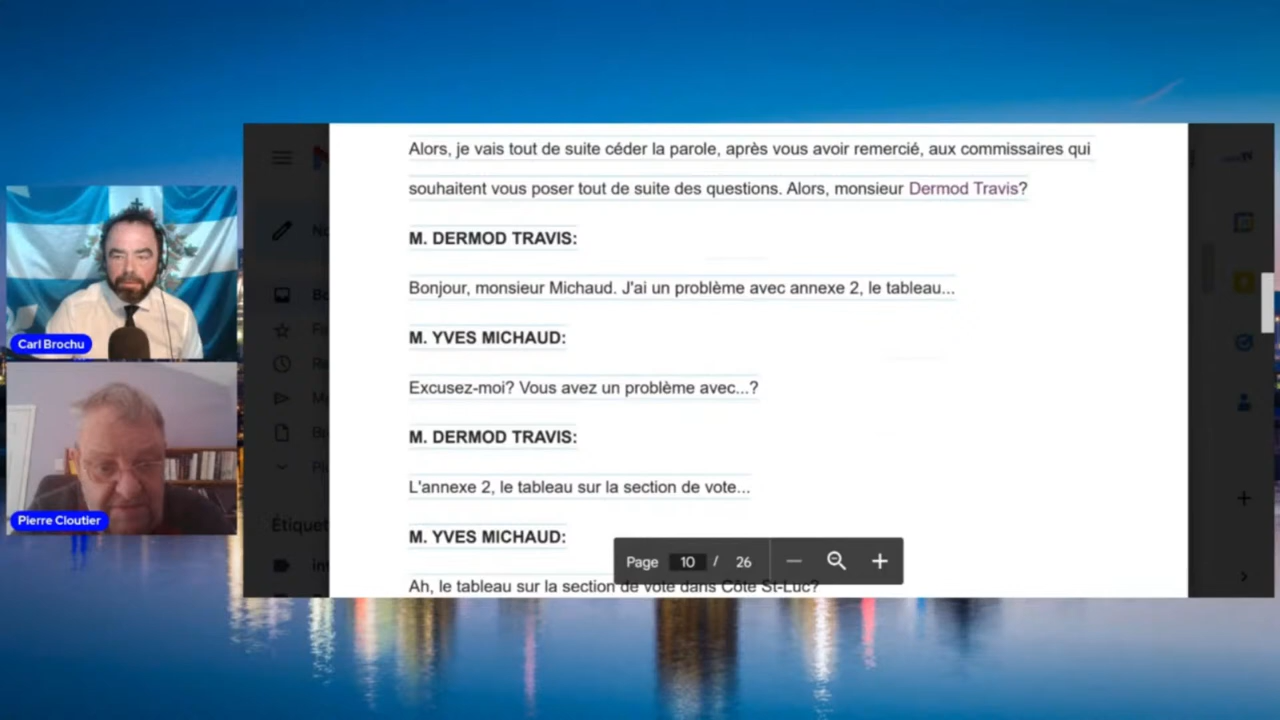 Alors, je vais tout de suite céder la parole, après vous avoir remercié, aux commissaires qui
souhaitent vous poser tout de suite des questions. Alors, monsieur Dermod Travis?
M. DERMOD TRAVIS:
Bonjour, monsieur Michaud. J'ai un problème avec annexe 2, le tableau...
M. YVES MICHAUD:
Excusez-moi? Vous avez un problème avec...?
M. DERMOD TRAVIS:
L'annexe 2, le tableau sur la section de vote...
M. YVES MICHAUD:
Ah, le tableau sur la section de vote dans Côte St-Luc?
Page 10 / 26
Carl Brochu
Pierre Cloutier
Étiquet